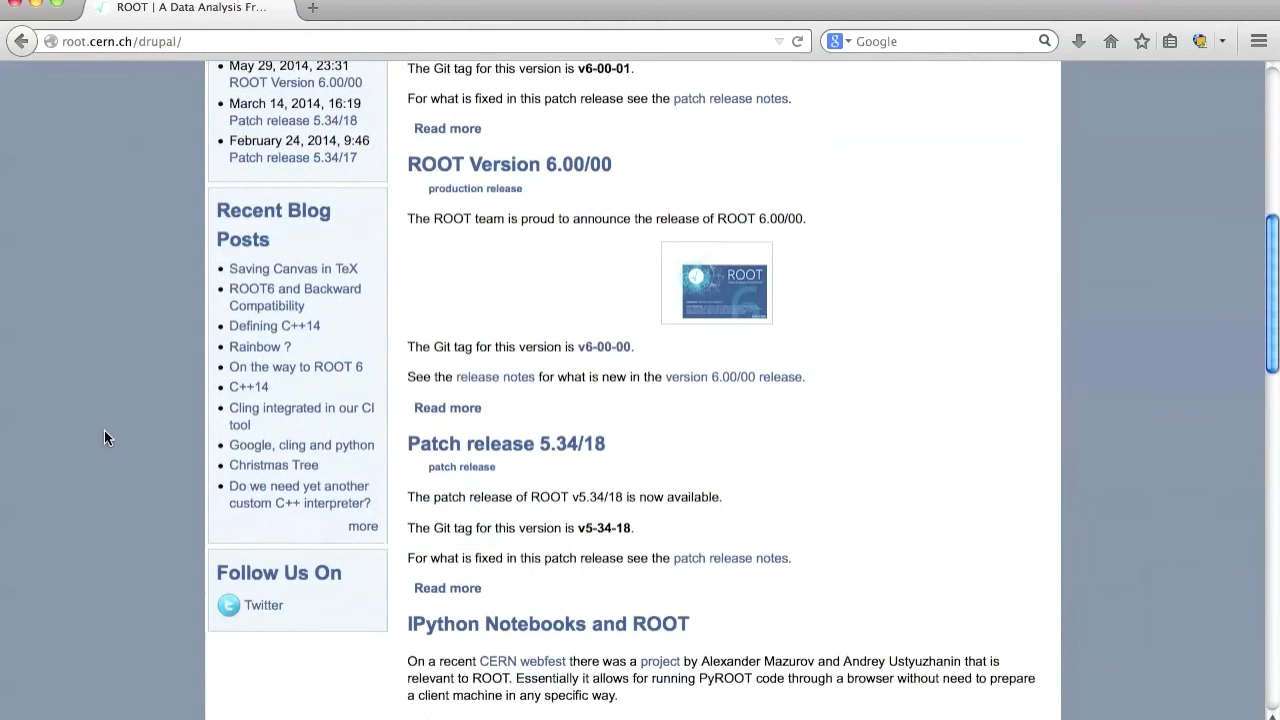 ROOT | A Data Analysis Fr...
root.cern.ch/drupal/
Google
May 29, 2014, 23:31
ROOT Version 6.00/00
March 14, 2014, 16:19
Patch release 5.34/18
February 24, 2014, 9:46
Patch release 5.34/17
Recent Blog
Posts
Saving Canvas in TeX
ROOT6 and Backward
Compatibility
Defining C++14
Rainbow ?
On the way to ROOT 6
C++14
Cling integrated in our CI
tool
Google, cling and python
Christmas Tree
Do we need yet another
custom C++ interpreter?
more
Follow Us On
Twitter
The Git tag for this version is v6-00-01.
For what is fixed in this patch release see the patch release notes.
Read more
ROOT Version 6.00/00
production release
The ROOT team is proud to announce the release of ROOT 6.00/00.
ROOT
6
The Git tag for this version is v6-00-00.
See the release notes for what is new in the version 6.00/00 release.
Read more
Patch release 5.34/18
patch release
The patch release of ROOT v5.34/18 is now available.
The Git tag for this version is v5-34-18.
For what is fixed in this patch release see the patch release notes.
Read more
IPython Notebooks and ROOT
On a recent CERN webfest there was a project by Alexander Mazurov and Andrey Ustyuzhanin that is
relevant to ROOT. Essentially it allows for running PyROOT code through a browser without need to prepare
a client machine in any specific way.